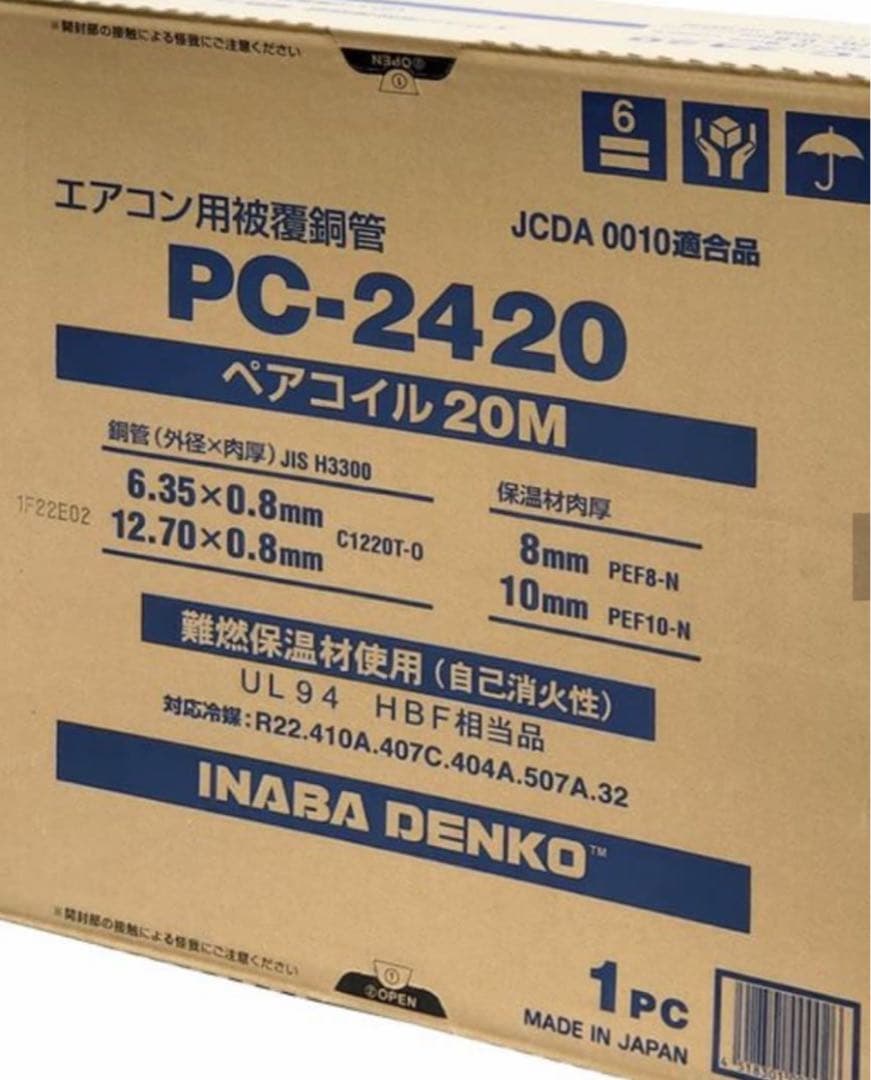 ※開封部の接触による怪我にご注意ください
②OPEN
①
6
エアコン用被覆銅管
JCDA 0010適合品
PC-2420
ペアコイル 20M
銅管(外径×肉厚) JIS H3300
6.35×0.8mm
12.70×0.8mm
C1220T-O
1F22E02
保温材肉厚
8mm PEF8-N
10mm PEF10-N
難燃保温材使用(自己消火性)
UL94 HBF相当品
対応冷媒:R22.410A.407C.404A.507A.32
INABA DENKO™
※開封部の接触による怪我にご注意ください
①
②OPEN
1PC
MADE IN JAPAN